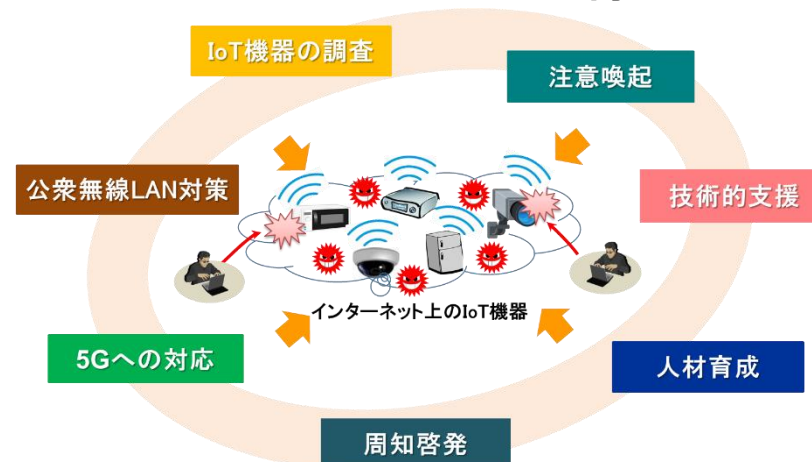 IoT機器の調査
注意喚起
公衆無線LAN対策
技術的支援
インターネット上のIoT機器
5Gへの対応
人材育成
周知啓発